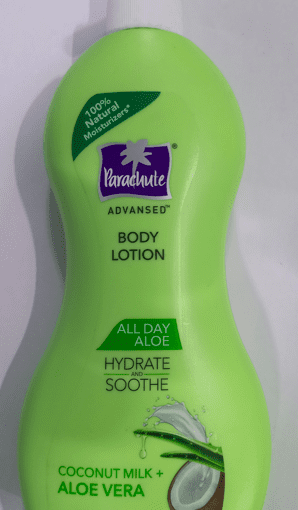 100%
Natural
Moisturizers*
Parachute®
ADVANSED™
BODY
LOTION
ALL DAY
ALOE
HYDRATE
AND
SOOTHE
COCONUT MILK +
ALOE VERA